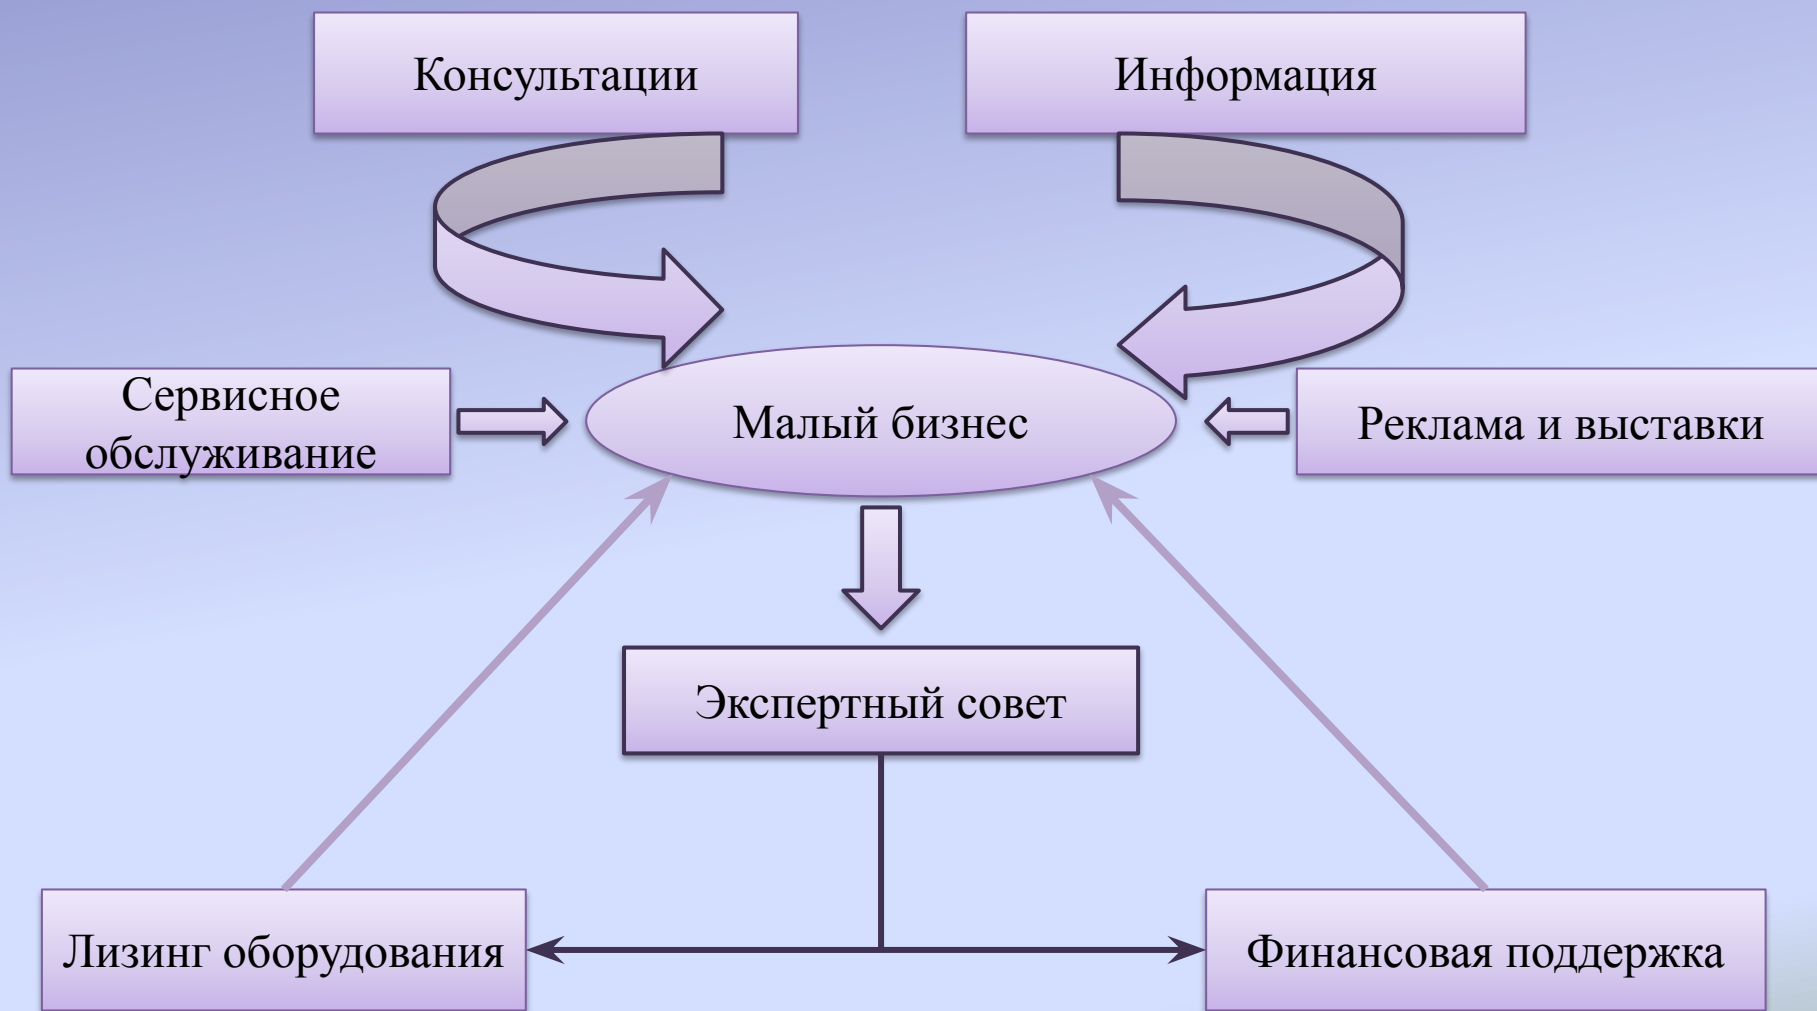 Консультации
Информация
Сервисное
обслуживание
Малый бизнес
Реклама и выставки
Экспертный совет
Лизинг оборудования
Финансовая поддержка